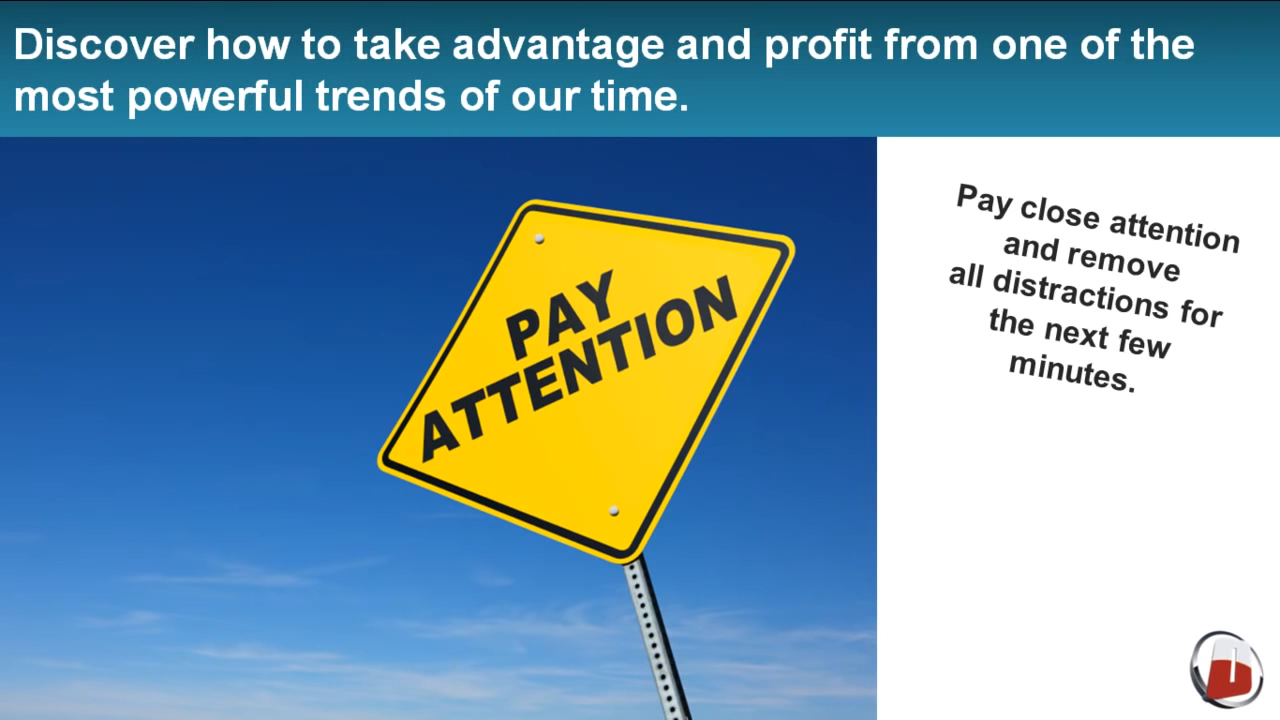 Discover how to take advantage and profit from one of the
most powerful trends of our time.
PAY
ATTENTION
Pay close attention
and remove
all distractions for
the next few
minutes.